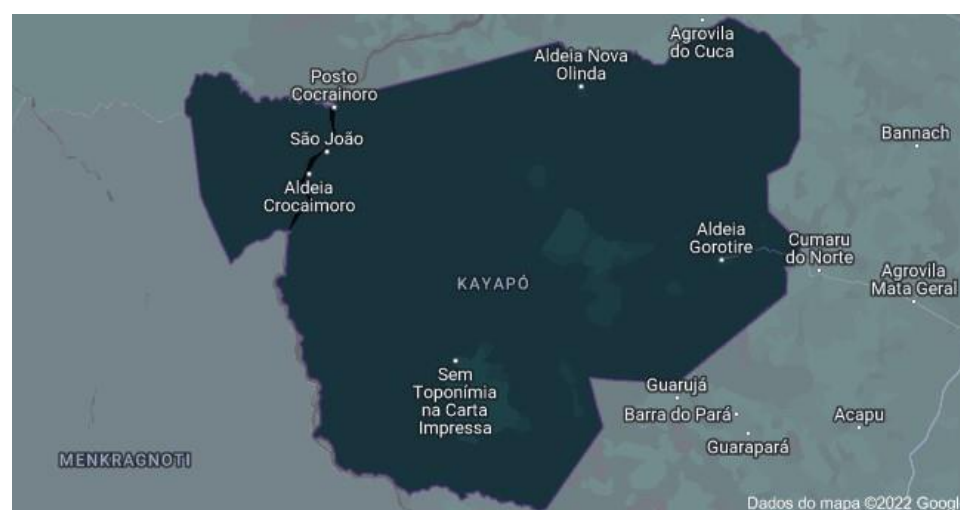 Agrovila
do Cuca
Aldeia Nova
Olinda
Posto
Cocrainoro
São João
Bannach
Aldeia
Crocaimoro
Aldeia
Gorotire
Cumaru
do Norte
Agrovila
Mata Geral
KAYAPÓ
Sem
Toponímia
na Carta
Impressa
Guarujá
Barra do Pará
Acapu
Guarapará
MENKRAGNOTI
Dados do mapa ©2022 Googl